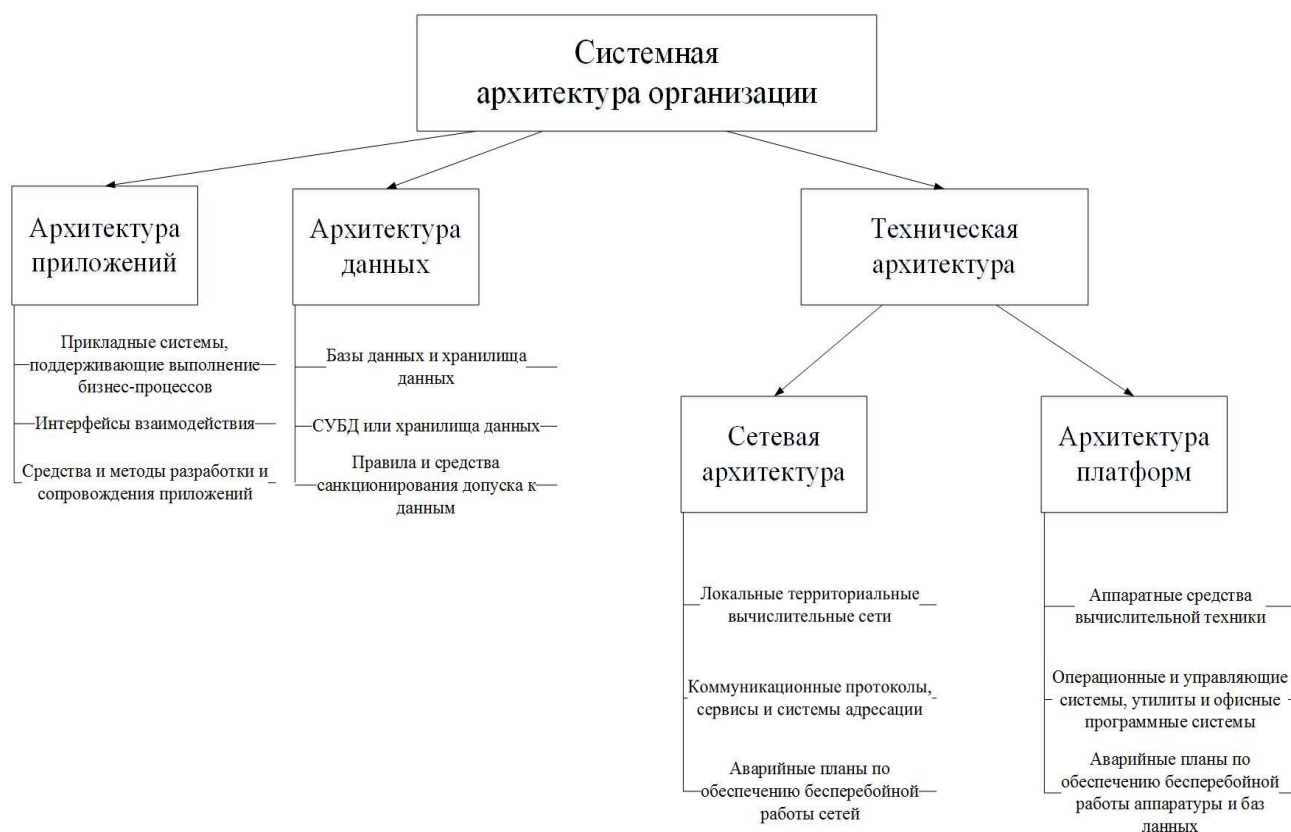 Системная
архитектура организации
Архитектура
приложений
Прикладные системы,
поддерживающие выполнение
бизнес-процессов
Интерфейсы взаимодействия
Средства и методы разработки и
сопровождения приложений
Архитектура
данных
Базы данных и хранилища
данных
СУБД или хранилища данных
Правила и средства
санкционирования допуска к
данным
Техническая
архитектура
Сетевая
архитектура
Локальные территориальные
вычислительные сети
Коммуникационные протоколы,
сервисы и системы адресации
Аварийные планы по
обеспечению бесперебойной
работы сетей
Архитектура
платформ
Аппаратные средства
вычислительной техники
Операционные и управляющие
системы, утилиты и офисные
программные системы
Аварийные планы по
обеспечению бесперебойной
работы аппаратуры и баз
данных